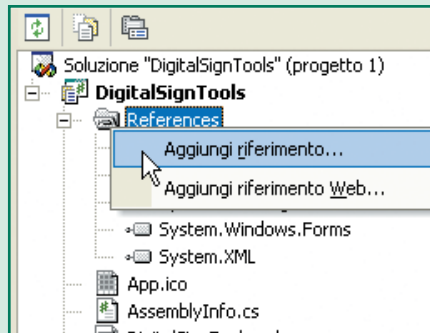 Soluzione "DigitalSignTools" (progetto 1)
DigitalSignTools
References
Aggiungi riferimento...
Aggiungi riferimento Web...
System.Windows.Forms
System.XML
App.ico
AssemblyInfo.cs